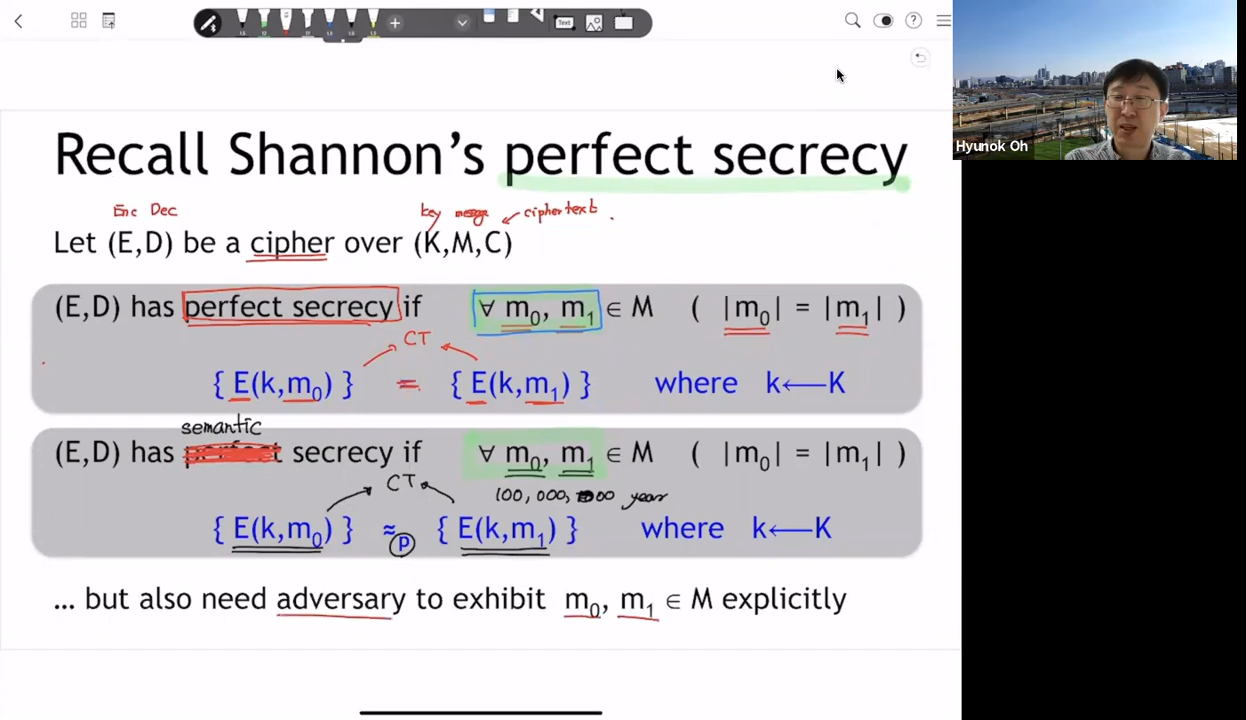 Text
Hyunok Oh
Recall Shannon's perfect secrecy
Enc Dec
key message ciphertext
Let (E,D) be a cipher over (K,M,C)
(E,D) has perfect secrecy if ∀ m₀, m₁ ∈ M ( |m₀| = |m₁| )
CT
{ E(k,m₀) } = { E(k,m₁) } where k⟵K
semantic
(E,D) has perfect secrecy if ∀ m₀, m₁ ∈ M ( |m₀| = |m₁| )
CT
100,000,000 year
{ E(k,m₀) } ≈p { E(k,m₁) } where k⟵K
... but also need adversary to exhibit m₀, m₁ ∈ M explicitly